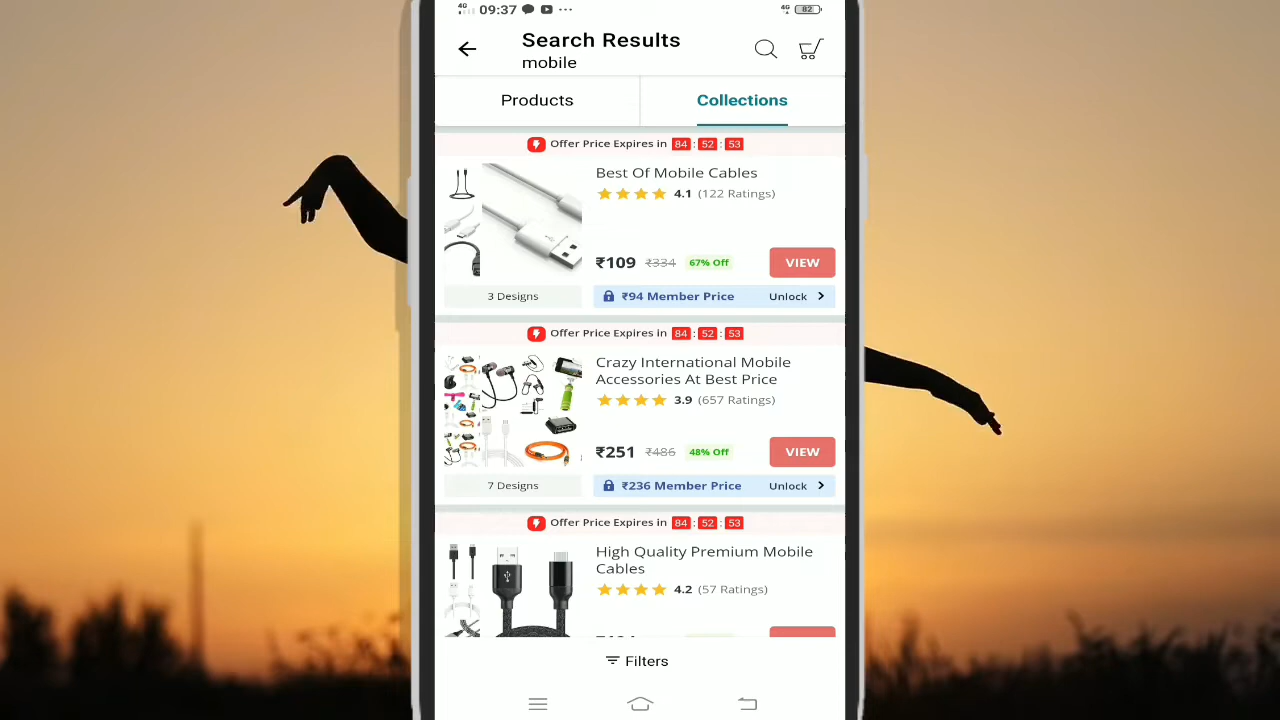 4G 09:37 ... 4G 82
Search Results
mobile
Products Collections
Offer Price Expires in 84 : 52 : 53
Best Of Mobile Cables
4.1 (122 Ratings)
₹109 ₹334 67% Off VIEW
3 Designs ₹94 Member Price Unlock
Offer Price Expires in 84 : 52 : 53
Crazy International Mobile
Accessories At Best Price
3.9 (657 Ratings)
₹251 ₹486 48% Off VIEW
7 Designs ₹236 Member Price Unlock
Offer Price Expires in 84 : 52 : 53
High Quality Premium Mobile
Cables
4.2 (57 Ratings)
Filters